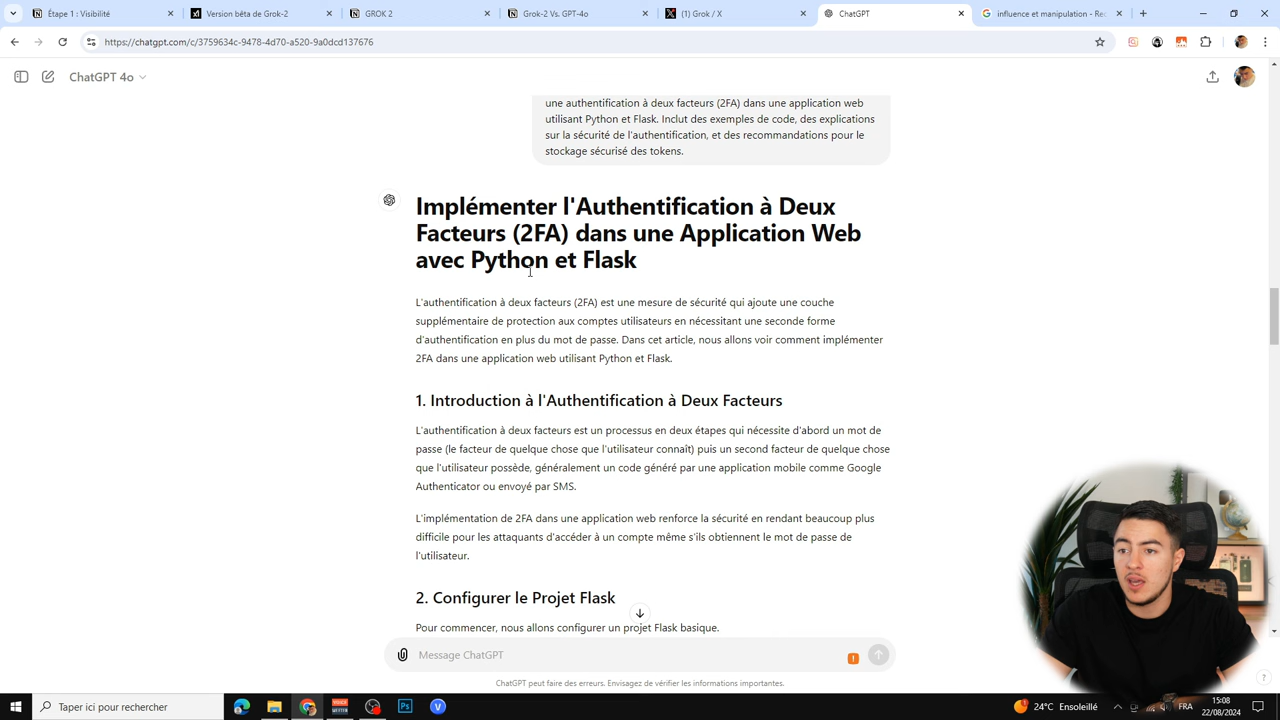 Étape 1 : Visibilité
Version bêta de Grok-2
GROK 2
Grok-2 Vs. GPT-4o
(1) Grok / X
ChatGPT
influence et manipulation - Rec
https://chatgpt.com/c/3759634c-9478-4d70-a520-9a0dcd137676
ChatGPT 4o
une authentification à deux facteurs (2FA) dans une application web
utilisant Python et Flask. Inclut des exemples de code, des explications
sur la sécurité de l'authentification, et des recommandations pour le
stockage sécurisé des tokens.
Implémenter l'Authentification à Deux
Facteurs (2FA) dans une Application Web
avec Python et Flask
L'authentification à deux facteurs (2FA) est une mesure de sécurité qui ajoute une couche
supplémentaire de protection aux comptes utilisateurs en nécessitant une seconde forme
d'authentification en plus du mot de passe. Dans cet article, nous allons voir comment implémenter
2FA dans une application web utilisant Python et Flask.
1. Introduction à l'Authentification à Deux Facteurs
L'authentification à deux facteurs est un processus en deux étapes qui nécessite d'abord un mot de
passe (le facteur de quelque chose que l'utilisateur connaît) puis un second facteur de quelque chose
que l'utilisateur possède, généralement un code généré par une application mobile comme Google
Authenticator ou envoyé par SMS.
L'implémentation de 2FA dans une application web renforce la sécurité en rendant beaucoup plus
difficile pour les attaquants d'accéder à un compte même s'ils obtiennent le mot de passe de
l'utilisateur.
2. Configurer le Projet Flask
Pour commencer, nous allons configurer un projet Flask basique.
Message ChatGPT
ChatGPT peut faire des erreurs. Envisagez de vérifier les informations importantes.
Taper ici pour rechercher
Ps
24°C Ensoleillé
FRA
15:08
22/08/2024